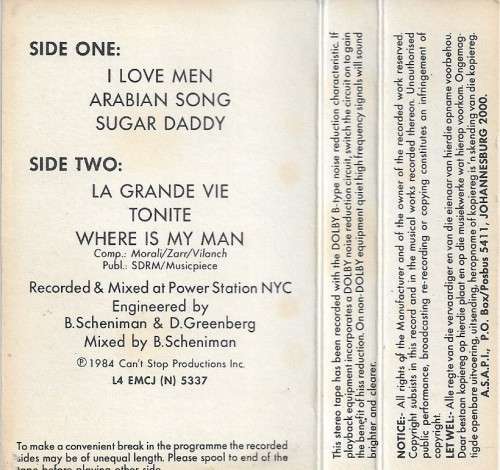 SIDE ONE:
I LOVE MEN
ARABIAN SONG
SUGAR DADDY
SIDE TWO:
LA GRANDE VIE
TONITE
WHERE IS MY MAN
Comp.: Morali/Zarr/Vilanch
Publ.: SDRM/Musicpiece
Recorded & Mixed at Power Station NYC
Engineered by
B.Scheniman & D.Greenberg
Mixed by B.Scheniman
℗ 1984 Can't Stop Productions Inc.
L4 EMCJ (N) 5337
To make a convenient break in the programme the recorded
sides may be of unequal length. Please spool to end of the
tape before playing other side.
This stereo tape has been recorded with the DOLBY B-type noise reduction characteristic. If
playback equipment incorporates a DOLBY noise reduction circuit, switch the circuit on to gain
the benefit of hiss reduction. On non-DOLBY equipment quiet high frequency signals will sound
brighter and clearer.
NOTICE:- All rights of the Manufacturer and of the owner of the recorded work reserved.
Copyright subsists in this record and in the musical works recorded thereon. Unauthorised
public performance, broadcasting re-recording or copying constitutes an infringement of
copyright.
LET WEL:- Alle regte van die vervaardiger en van die eienaar van hierdie opname voorbehou.
Daar bestaan kopiereg op hierdie plaat en op die musiekwerke wat hierop voorkom. Ongemag-
tigde openbare uitvoering, uitsending, heropname of kopiereg is 'n skending van die kopiereg.
A.S.A.P.I., P.O. Box/Posbus 5411, JOHANNESBURG 2000.